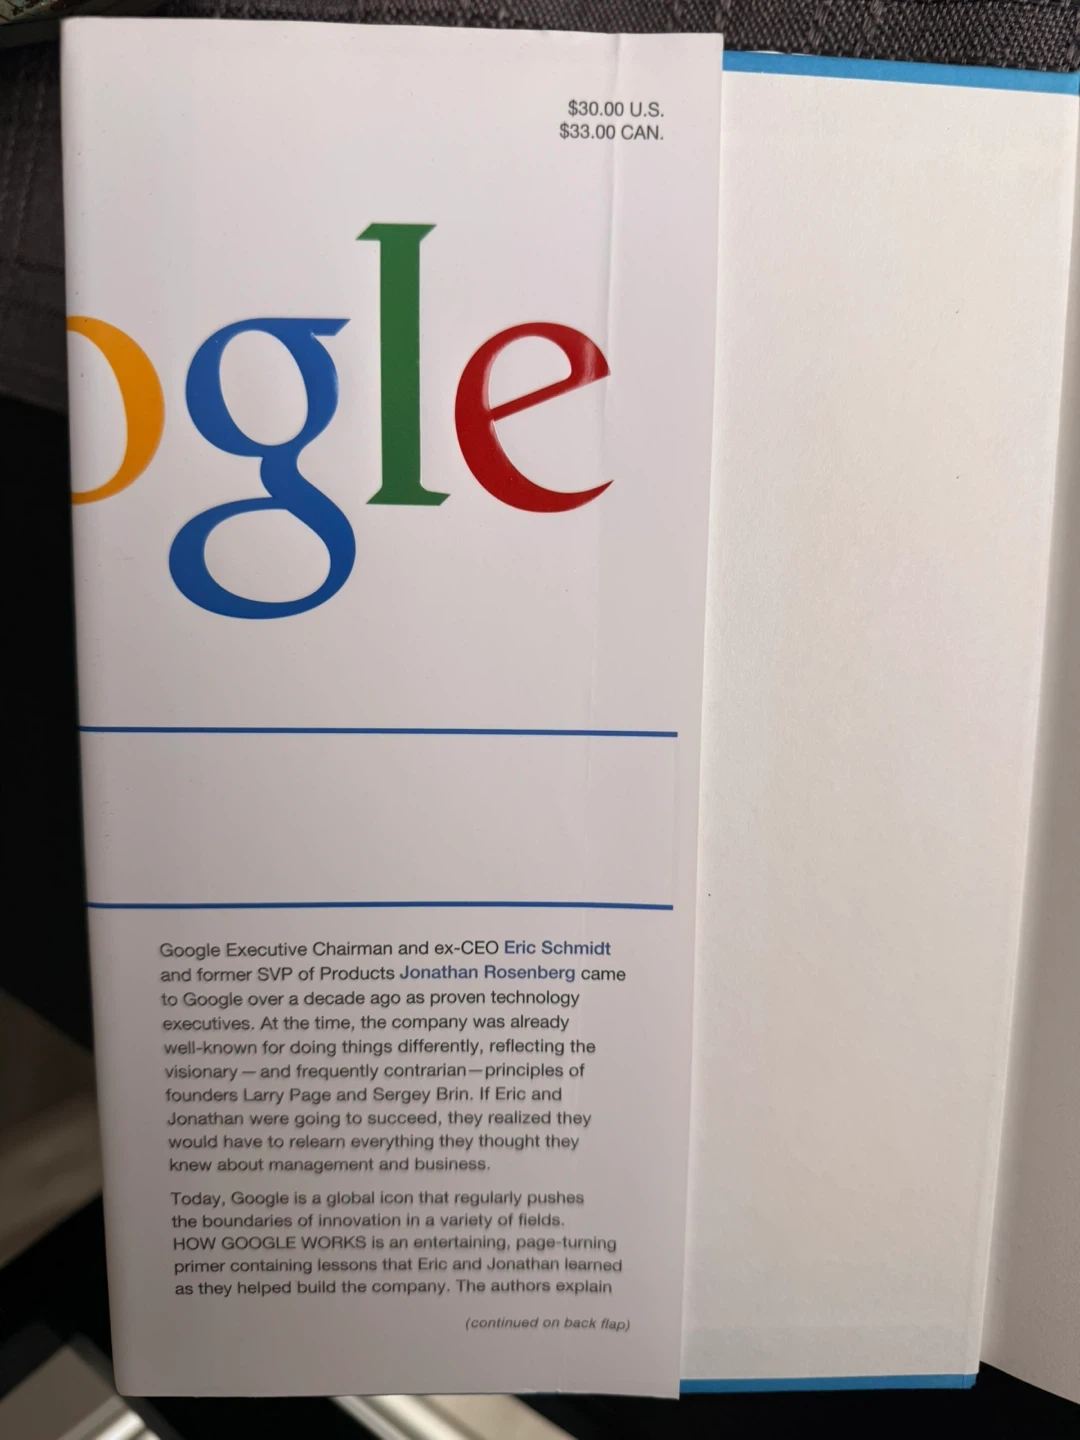 $30.00 U.S.
$33.00 CAN.
ogle
Google Executive Chairman and ex-CEO Eric Schmidt
and former SVP of Products Jonathan Rosenberg came
to Google over a decade ago as proven technology
executives. At the time, the company was already
well-known for doing things differently, reflecting the
visionary—and frequently contrarian—principles of
founders Larry Page and Sergey Brin. If Eric and
Jonathan were going to succeed, they realized they
would have to relearn everything they thought they
knew about management and business.
Today, Google is a global icon that regularly pushes
the boundaries of innovation in a variety of fields.
HOW GOOGLE WORKS is an entertaining, page-turning
primer containing lessons that Eric and Jonathan learned
as they helped build the company. The authors explain
(continued on back flap)